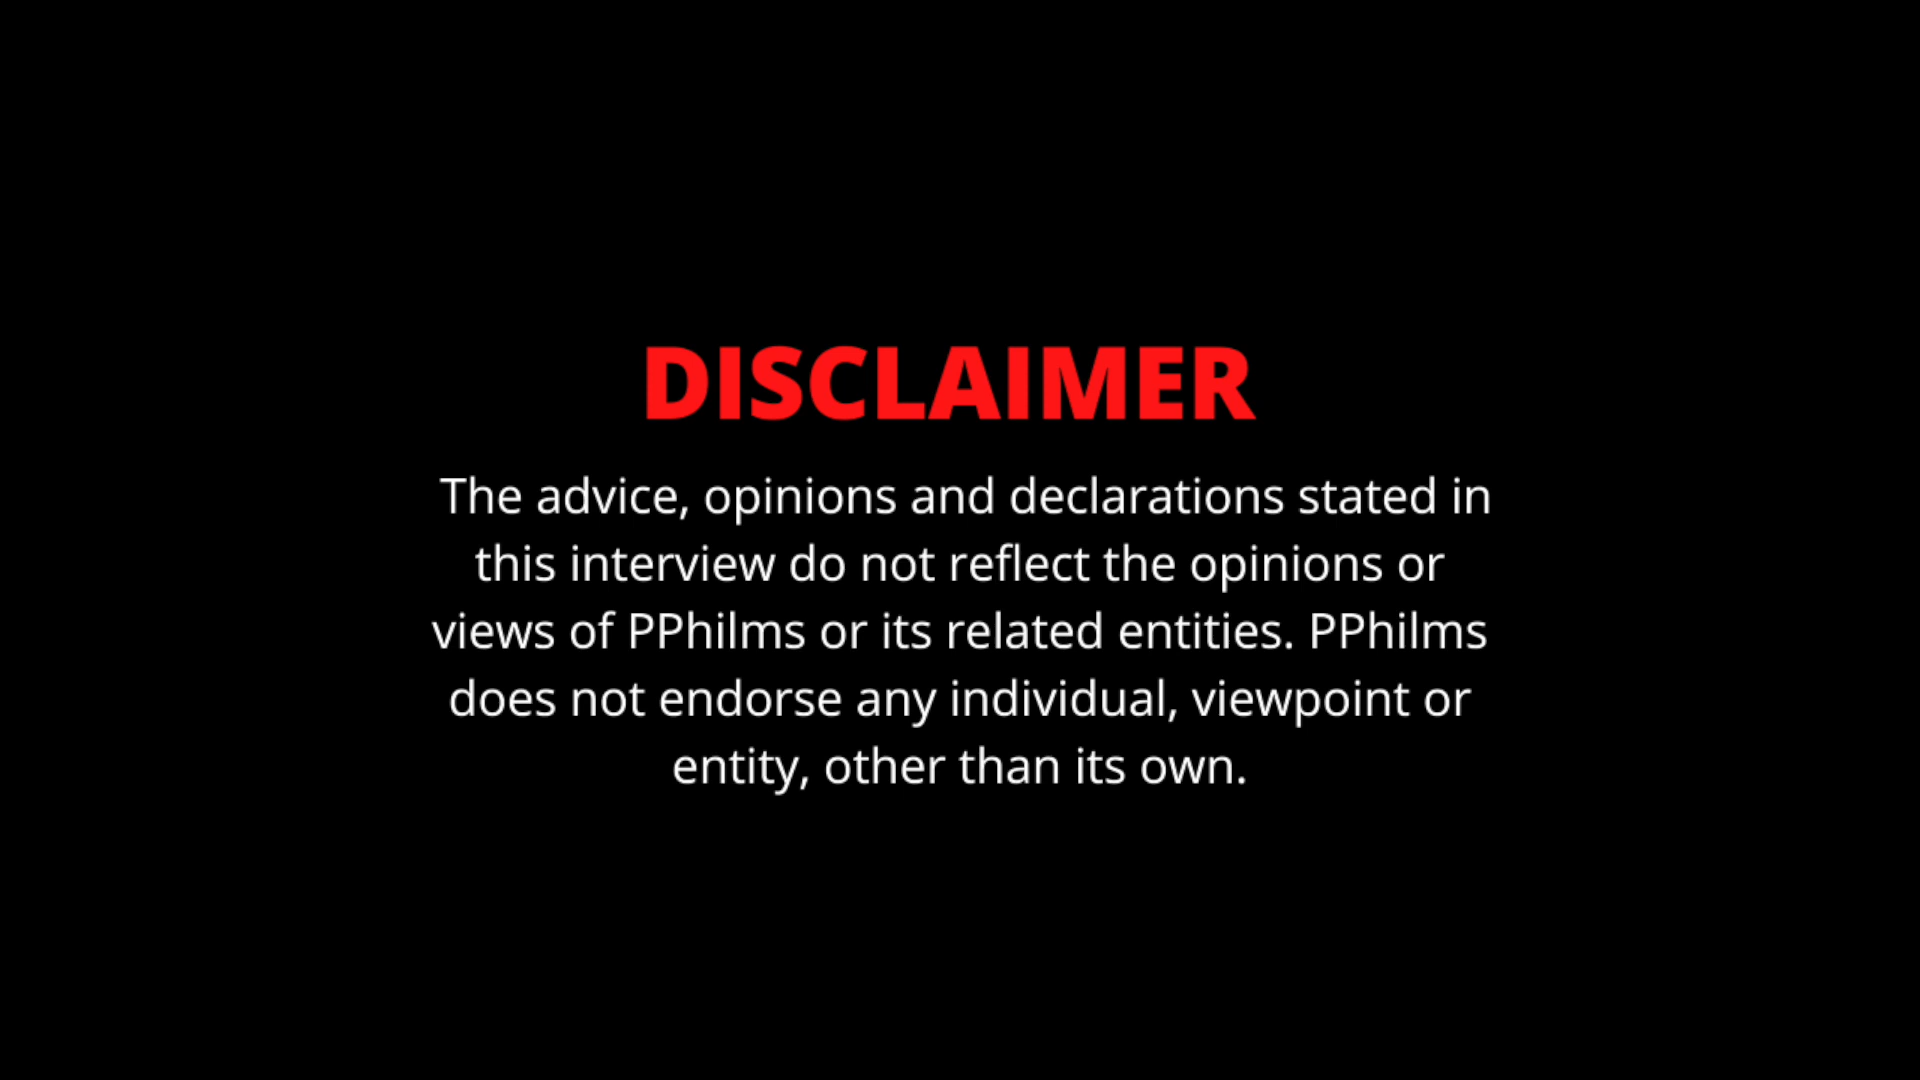 DISCLAIMER
The advice, opinions and declarations stated in
this interview do not reflect the opinions or
views of PPhilms or its related entities. PPhilms
does not endorse any individual, viewpoint or
entity, other than its own.